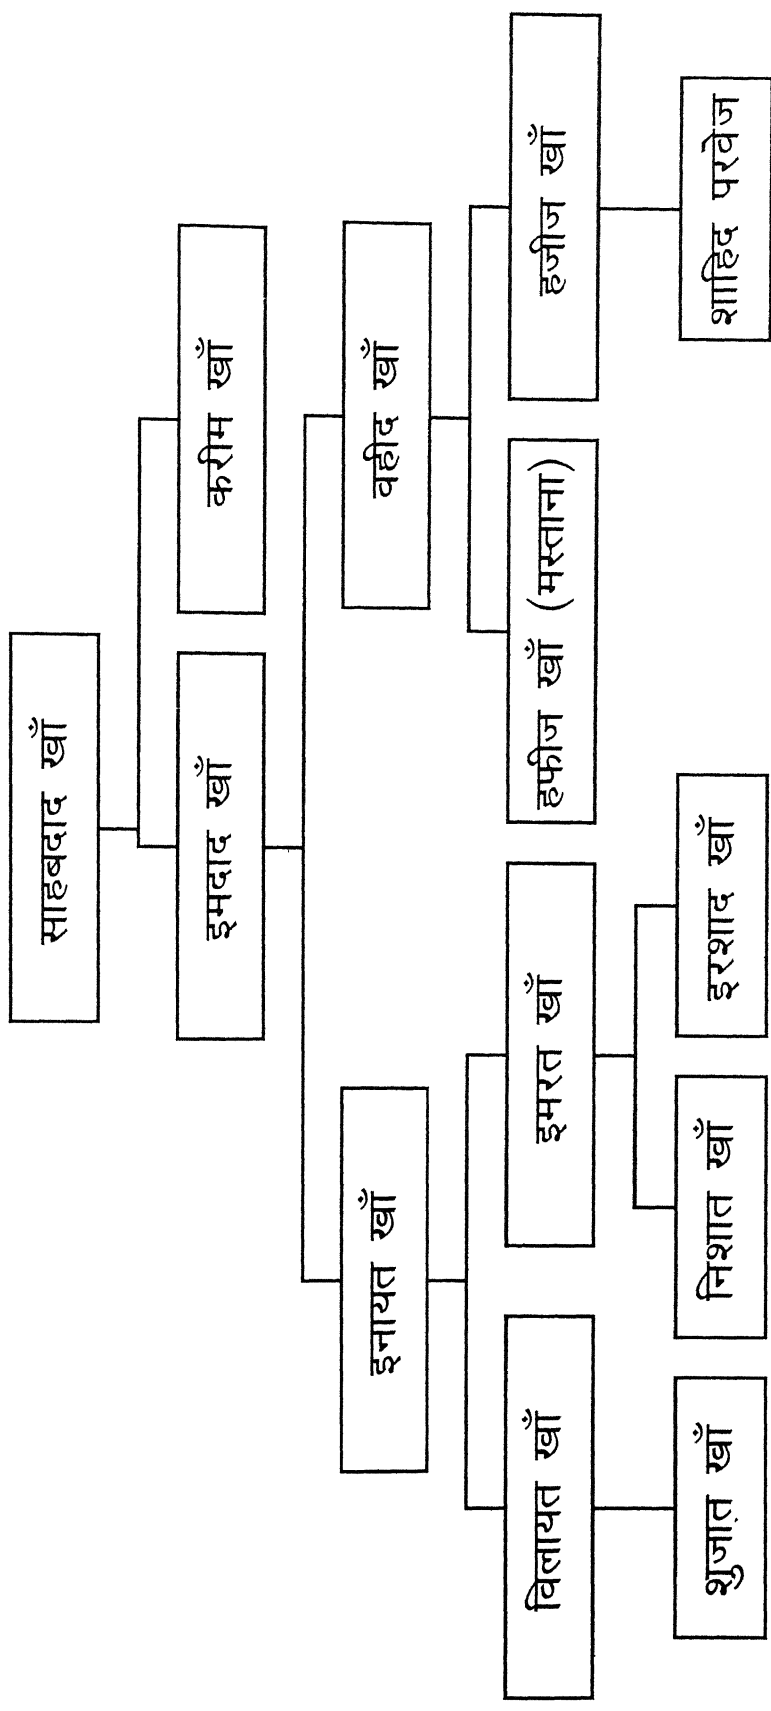 साहबदाद खाँ
इमदाद खाँ
करीम खाँ
इनायत खाँ
वहीद खाँ
विलायत खाँ
इमरत खाँ
हफीज खाँ (मस्ताना)
हजीज खाँ
शुजात खाँ
निशात खाँ
इरशाद खाँ
शाहिद परवेज